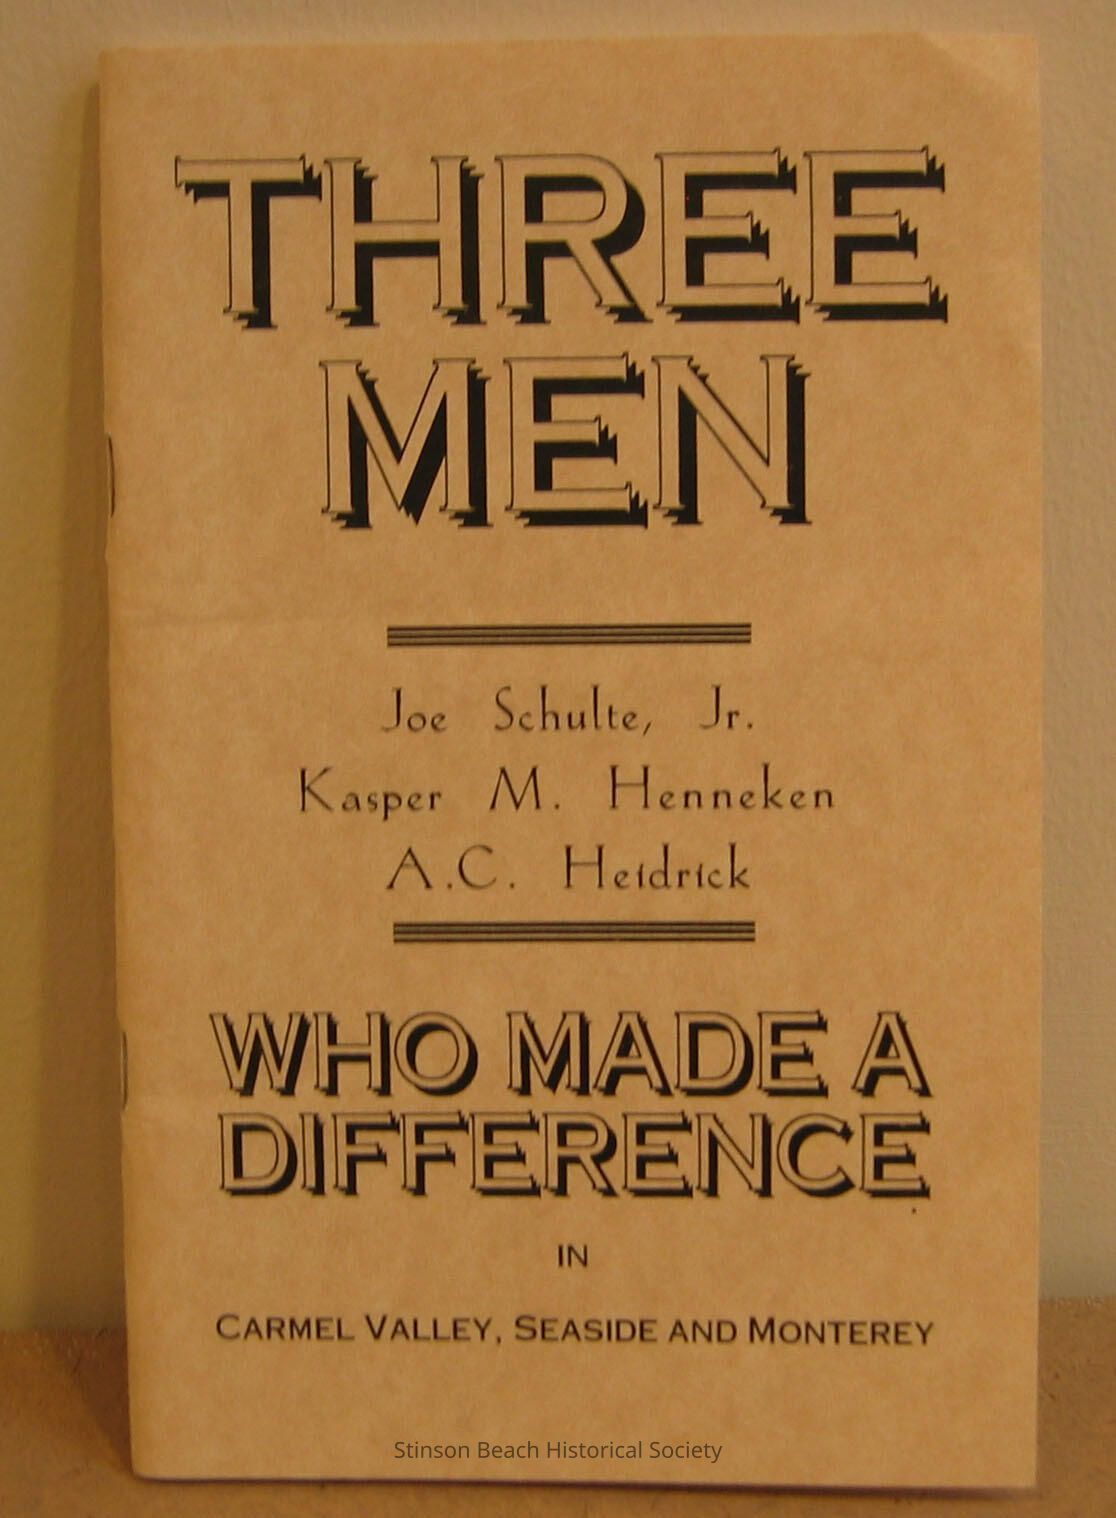 THREE
MEN
Joe Schulte, Jr.
Kasper M. Henneken
A.C. Heidrick
WHO MADE A
DIFFERENCE
IN
CARMEL VALLEY, SEASIDE AND MONTEREY
Stinson Beach Historical Society